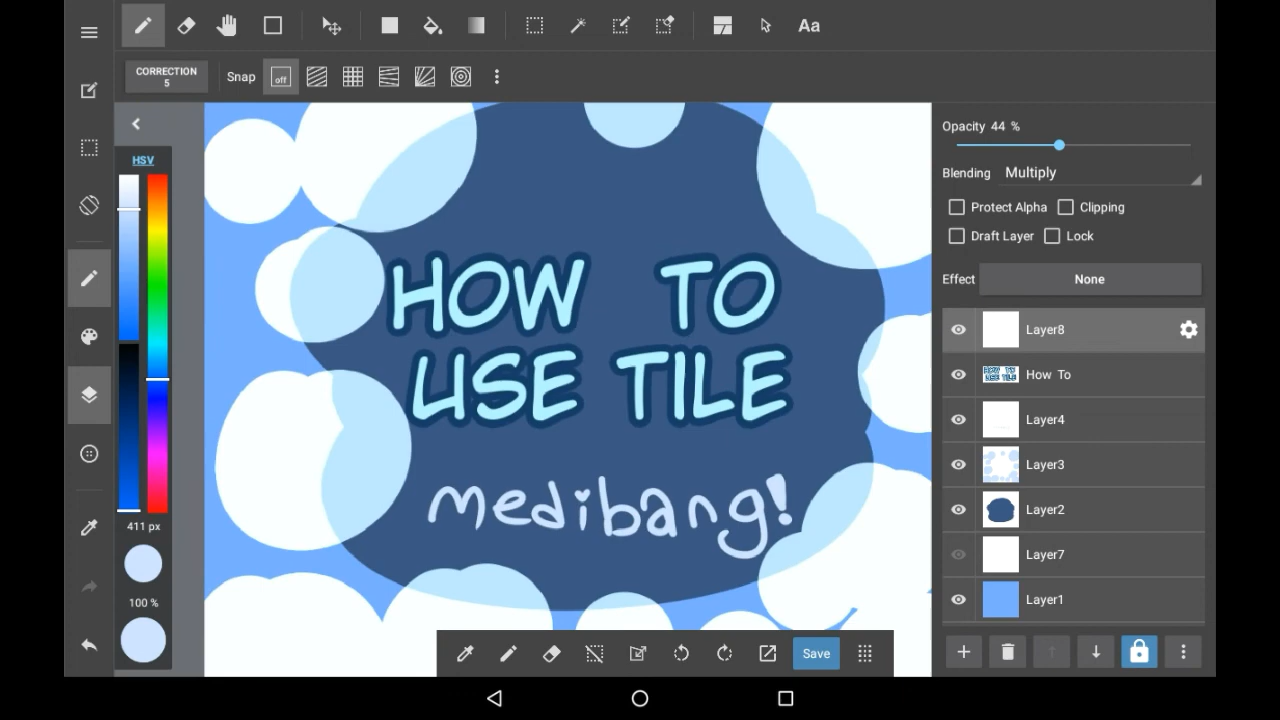 Aa
CORRECTION
5
Snap
off
HSV
411 px
100 %
HOW TO
USE TILE
medibang!
Save
Opacity 44 %
Blending Multiply
Protect Alpha Clipping
Draft Layer Lock
Effect None
Layer8
How To
Layer4
Layer3
Layer2
Layer7
Layer1